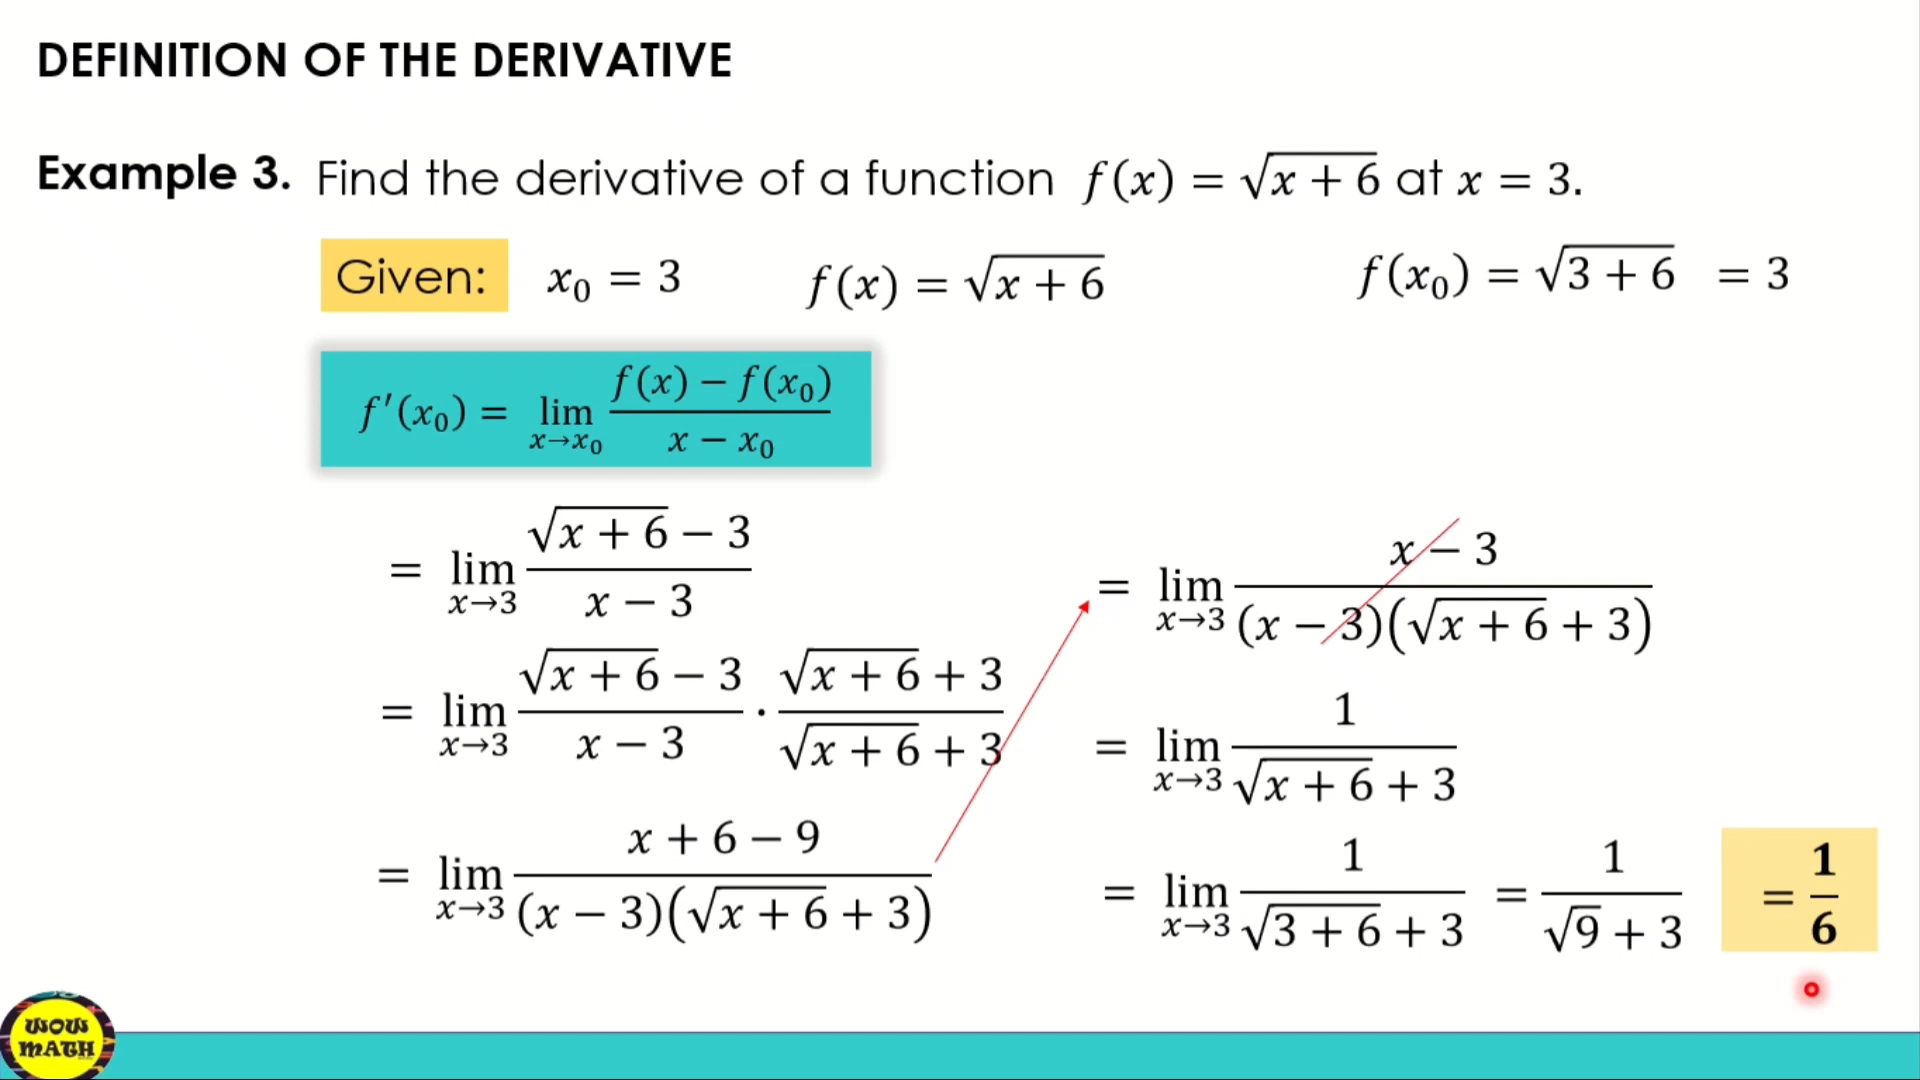 DEFINITION OF THE DERIVATIVE
Example 3. Find the derivative of a function f(x) = √(x + 6) at x = 3.
Given: x₀ = 3 f(x) = √(x + 6) f(x₀) = √(3 + 6) = 3
f′(x₀) = lim x→x₀ (f(x) − f(x₀))/(x − x₀)
= lim x→3 (√(x + 6) − 3)/(x − 3)
= lim x→3 (√(x + 6) − 3)/(x − 3) · (√(x + 6) + 3)/(√(x + 6) + 3)
= lim x→3 (x + 6 − 9)/((x − 3)(√(x + 6) + 3))
= lim x→3 (x − 3)/((x − 3)(√(x + 6) + 3))
= lim x→3 1/(√(x + 6) + 3)
= lim x→3 1/(√(3 + 6) + 3) = 1/(√9 + 3) = 1/6
WOW
MATH